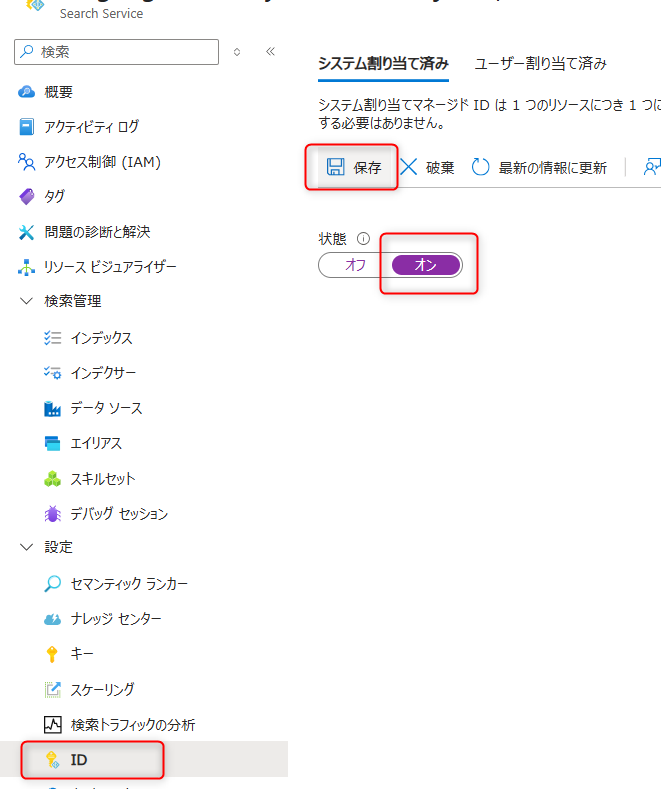 Search Service
検索
概要
アクティビティ ログ
アクセス制御 (IAM)
タグ
問題の診断と解決
リソース ビジュアライザー
検索管理
インデックス
インデクサー
データ ソース
エイリアス
スキルセット
デバッグ セッション
設定
セマンティック ランカー
ナレッジ センター
キー
スケーリング
検索トラフィックの分析
ID
システム割り当て済み ユーザー割り当て済み
システム割り当てマネージド ID は 1 つのリソースにつき 1 つに
する必要はありません。
保存 破棄 最新の情報に更新
状態
オフ オン